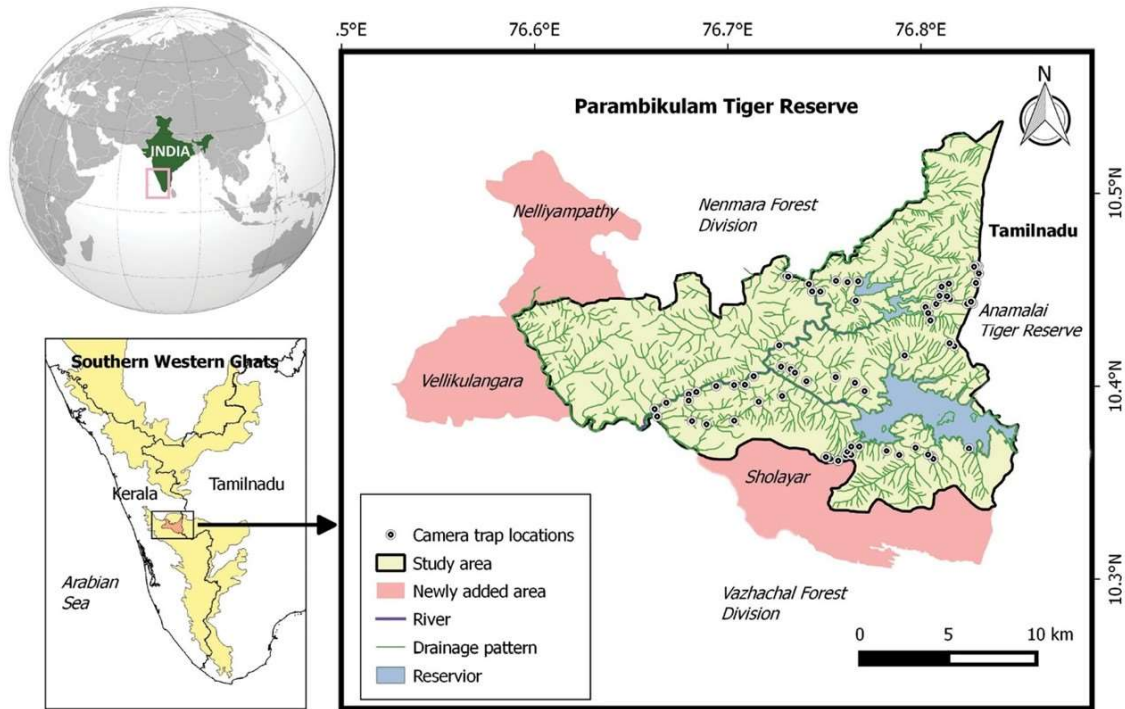 INDIA
Southern Western Ghats
Kerala
Tamilnadu
Arabian
Sea
.5°E
76.6°E
76.7°E
76.8°E
Parambikulam Tiger Reserve
N
10.5°N
10.4°N
10.3°N
Nelliyampathy
Nenmara Forest
Division
Tamilnadu
Anamalai
Tiger Reserve
Vellikulangara
Sholayar
Vazhachal Forest
Division
Camera trap locations
Study area
Newly added area
River
Drainage pattern
Reservior
0 5 10 km